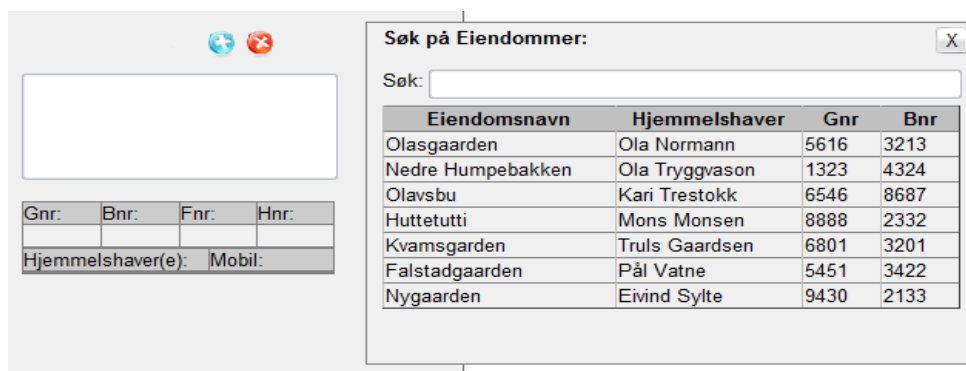 Søk på Eiendommer:
X
Søk:
Eiendomsnavn Hjemmelshaver Gnr Bnr
Olasgaarden Ola Normann 5616 3213
Nedre Humpebakken Ola Tryggvason 1323 4324
Olavsbu Kari Trestokk 6546 8687
Huttetutti Mons Monsen 8888 2332
Kvamsgarden Truls Gaardsen 6801 3201
Falstadgaarden Pål Vatne 5451 3422
Nygaarden Eivind Sylte 9430 2133
Gnr: Bnr: Fnr: Hnr:
Hjemmelshaver(e): Mobil: